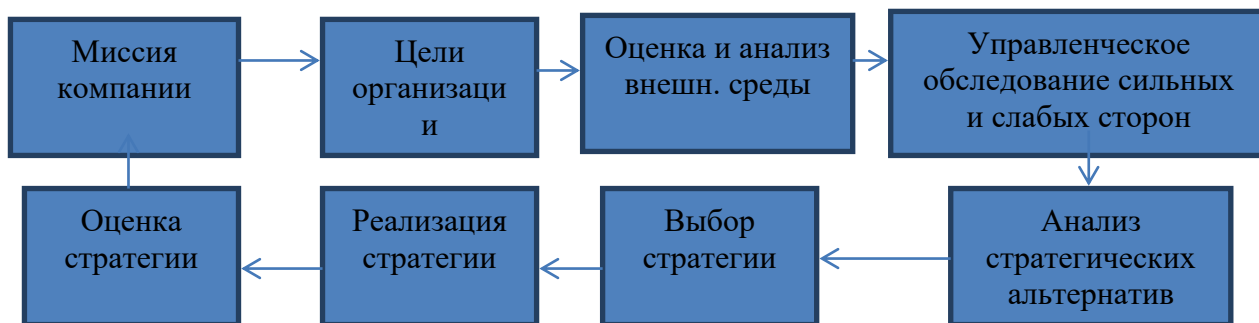 Миссия
компании
Цели
организаци
и
Оценка и анализ
внешн. среды
Управленческое
обследование сильных
и слабых сторон
Анализ
стратегических
альтернатив
Выбор
стратегии
Реализация
стратегии
Оценка
стратегии